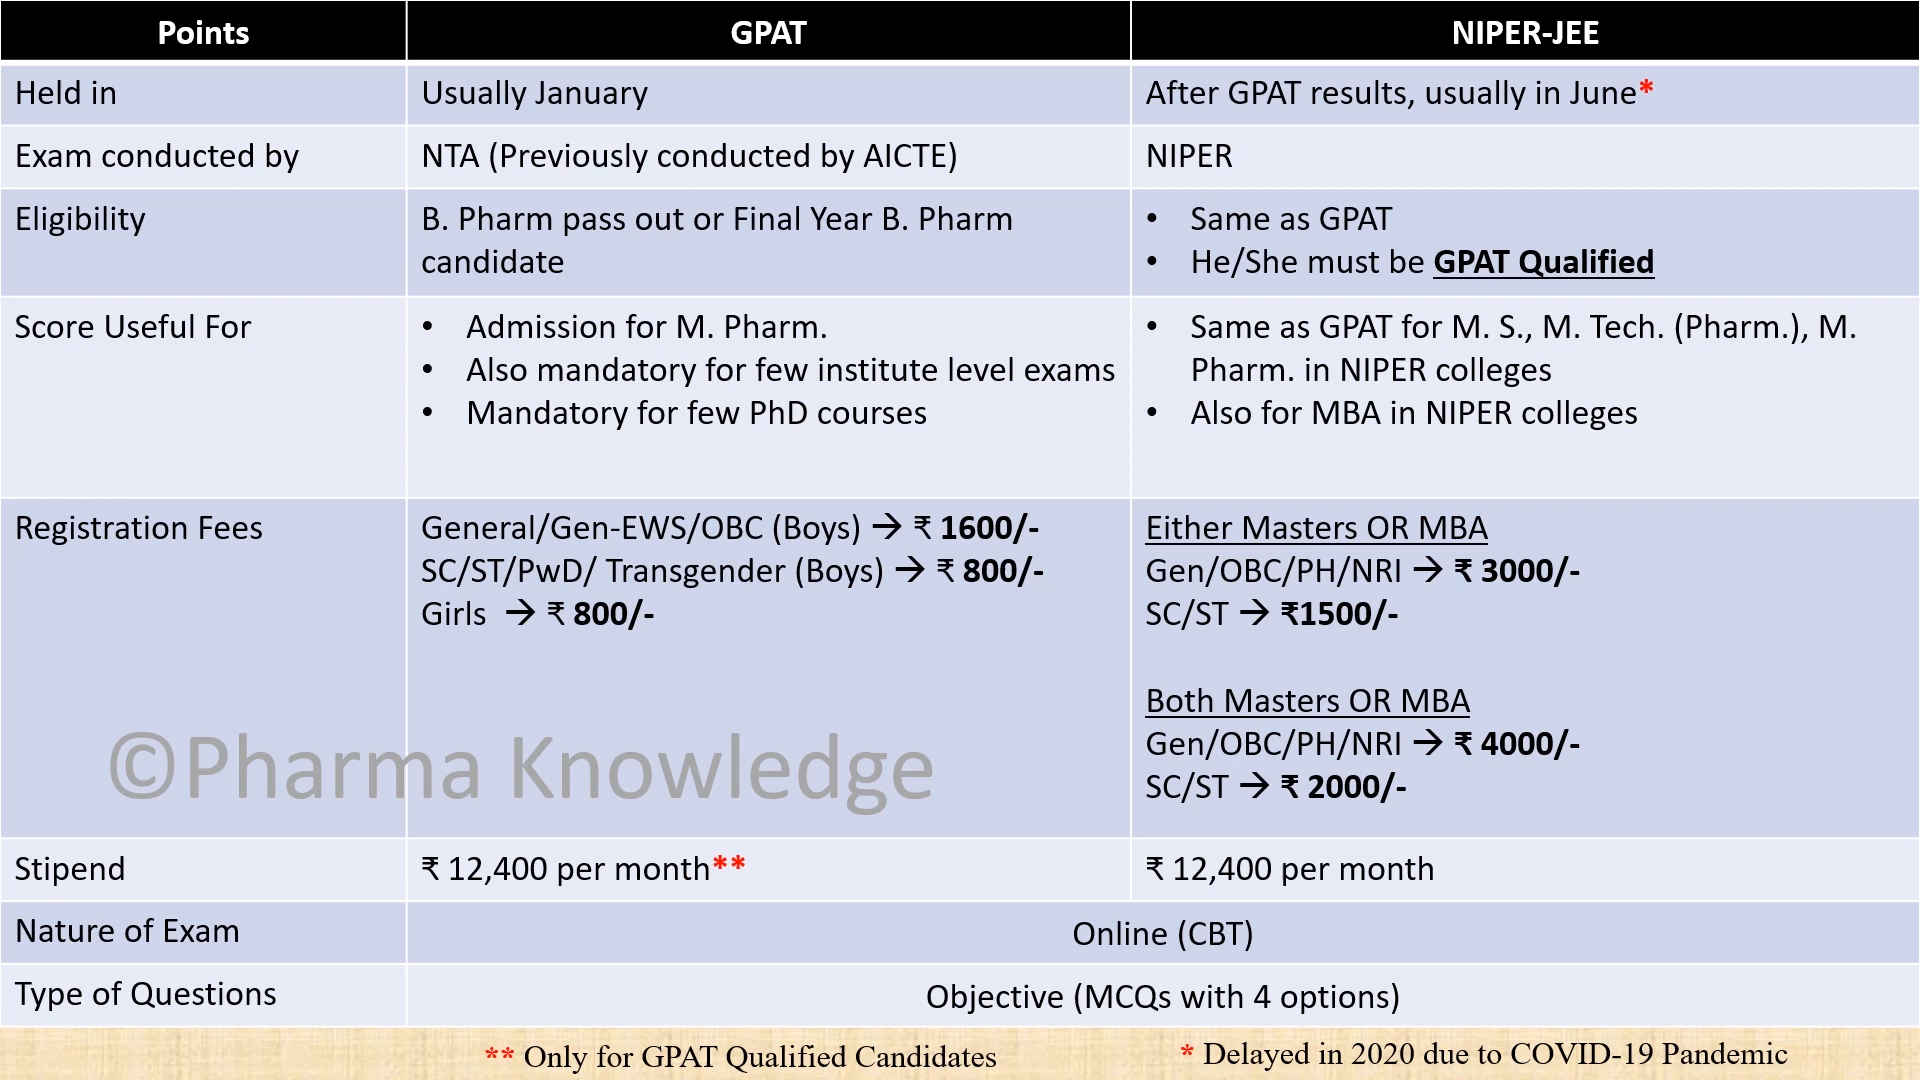 Points GPAT NIPER-JEE
Held in Usually January After GPAT results, usually in June*
Exam conducted by NTA (Previously conducted by AICTE) NIPER
Eligibility B. Pharm pass out or Final Year B. Pharm
candidate
• Same as GPAT
• He/She must be GPAT Qualified
Score Useful For
• Admission for M. Pharm.
• Also mandatory for few institute level exams
• Mandatory for few PhD courses
• Same as GPAT for M. S., M. Tech. (Pharm.), M.
Pharm. in NIPER colleges
• Also for MBA in NIPER colleges
Registration Fees
General/Gen-EWS/OBC (Boys) → ₹ 1600/-
SC/ST/PwD/ Transgender (Boys) → ₹ 800/-
Girls → ₹ 800/-
Either Masters OR MBA
Gen/OBC/PH/NRI → ₹ 3000/-
SC/ST → ₹1500/-
Both Masters OR MBA
Gen/OBC/PH/NRI → ₹ 4000/-
SC/ST → ₹ 2000/-
©Pharma Knowledge
Stipend ₹ 12,400 per month** ₹ 12,400 per month
Nature of Exam Online (CBT)
Type of Questions Objective (MCQs with 4 options)
** Only for GPAT Qualified Candidates * Delayed in 2020 due to COVID-19 Pandemic